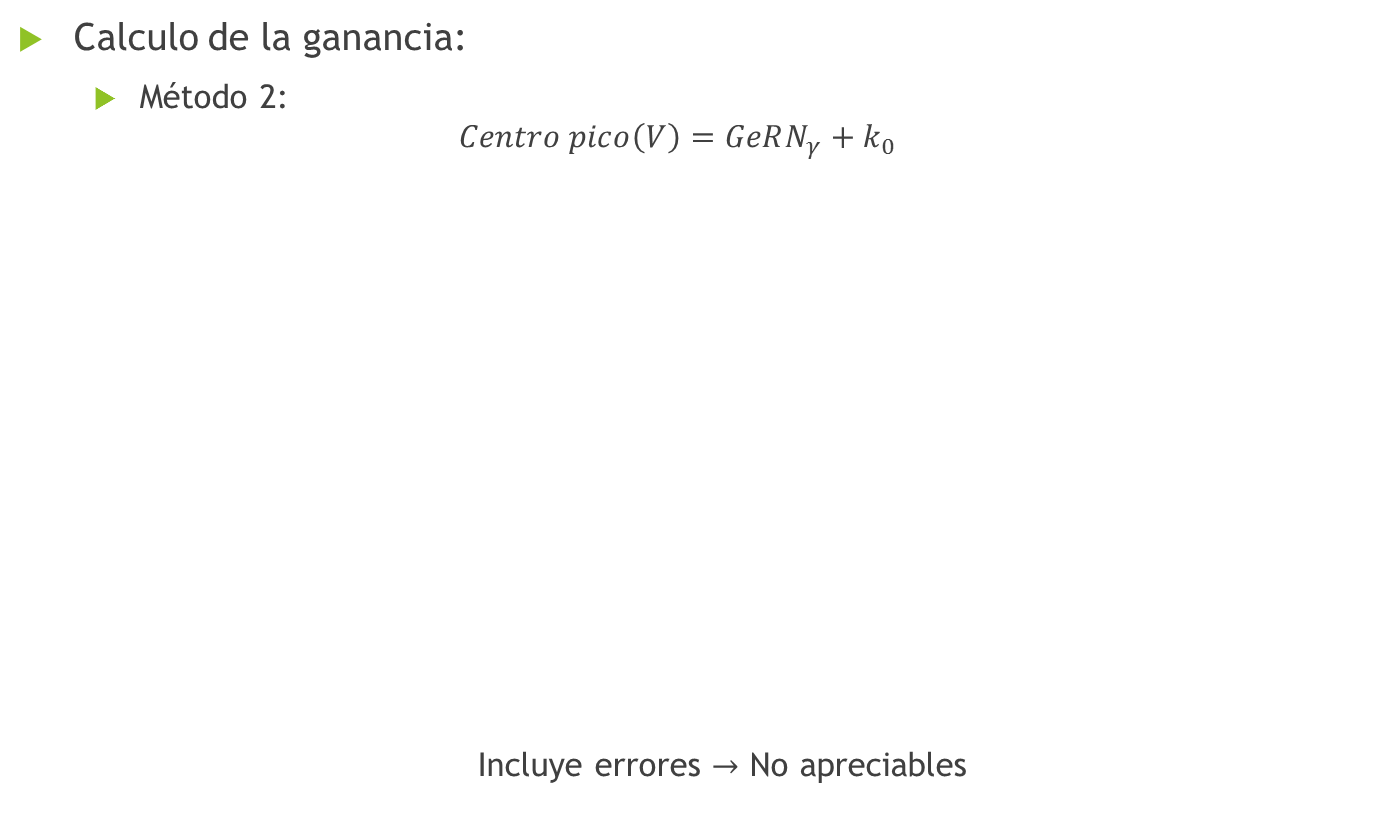 Calculo de la ganancia:
Método 2:
Centro pico(V) = GeRN_γ + k_0
Incluye errores → No apreciables